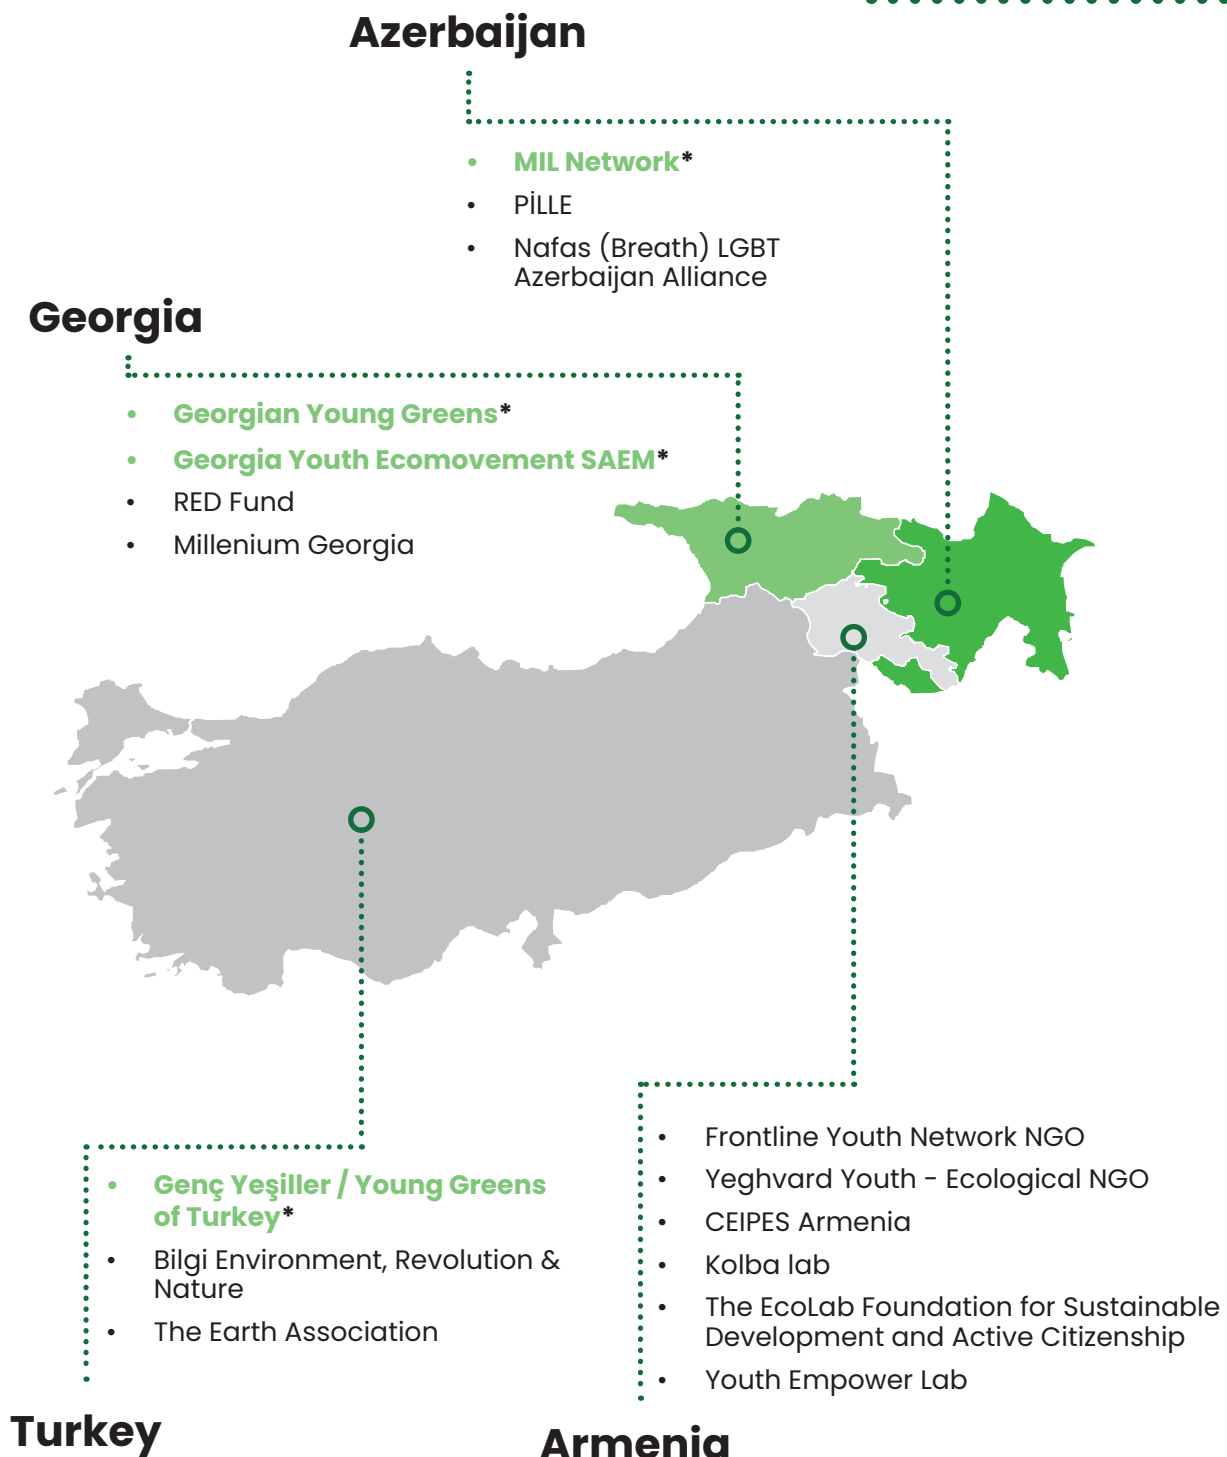 Azerbaijan
• MIL Network*
• PİLLE
• Nafas (Breath) LGBT
Azerbaijan Alliance
Georgia
• Georgian Young Greens*
• Georgia Youth Ecomovement SAEM*
• RED Fund
• Millenium Georgia
• Genç Yeşiller / Young Greens
of Turkey*
• Bilgi Environment, Revolution &
Nature
• The Earth Association
Turkey
• Frontline Youth Network NGO
• Yeghvard Youth - Ecological NGO
• CEIPES Armenia
• Kolba lab
• The EcoLab Foundation for Sustainable
Development and Active Citizenship
• Youth Empower Lab
Armenia